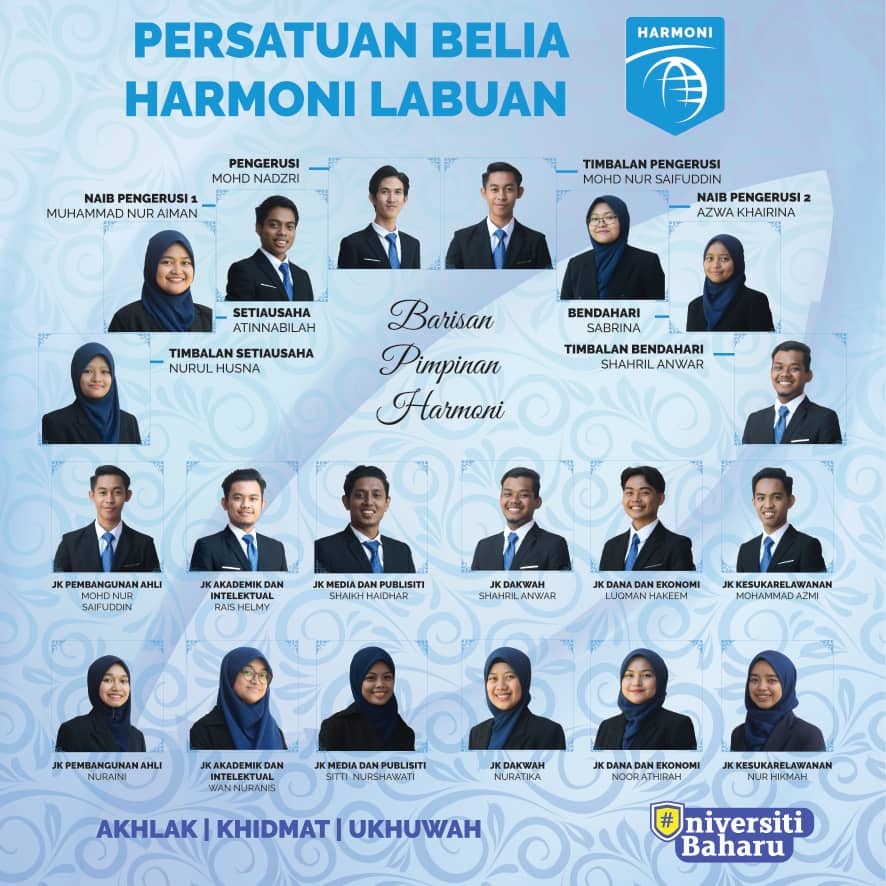 PERSATUAN BELIA
HARMONI LABUAN
HARMONI
PENGERUSI
MOHD NADZRI
TIMBALAN PENGERUSI
MOHD NUR SAIFUDDIN
NAIB PENGERUSI 1
MUHAMMAD NUR AIMAN
NAIB PENGERUSI 2
AZWA KHAIRINA
SETIAUSAHA
ATINNABILAH
BENDAHARI
SABRINA
TIMBALAN SETIAUSAHA
NURUL HUSNA
TIMBALAN BENDAHARI
SHAHRIL ANWAR
Barisan
Pimpinan
Harmoni
JK PEMBANGUNAN AHLI
MOHD NUR
SAIFUDDIN
JK AKADEMIK DAN
INTELEKTUAL
RAIS HELMY
JK MEDIA DAN PUBLISITI
SHAIKH HAIDHAR
JK DAKWAH
SHAHRIL ANWAR
JK DANA DAN EKONOMI
LUQMAN HAKEEM
JK KESUKARELAWANAN
MOHAMMAD AZMI
JK PEMBANGUNAN AHLI
NURAINI
JK AKADEMIK DAN
INTELEKTUAL
WAN NURANIS
JK MEDIA DAN PUBLISITI
SITTI NURSHAWATI
JK DAKWAH
NURATIKA
JK DANA DAN EKONOMI
NOOR ATHIRAH
JK KESUKARELAWANAN
NUR HIKMAH
AKHLAK | KHIDMAT | UKHUWAH
#niversiti
Baharu